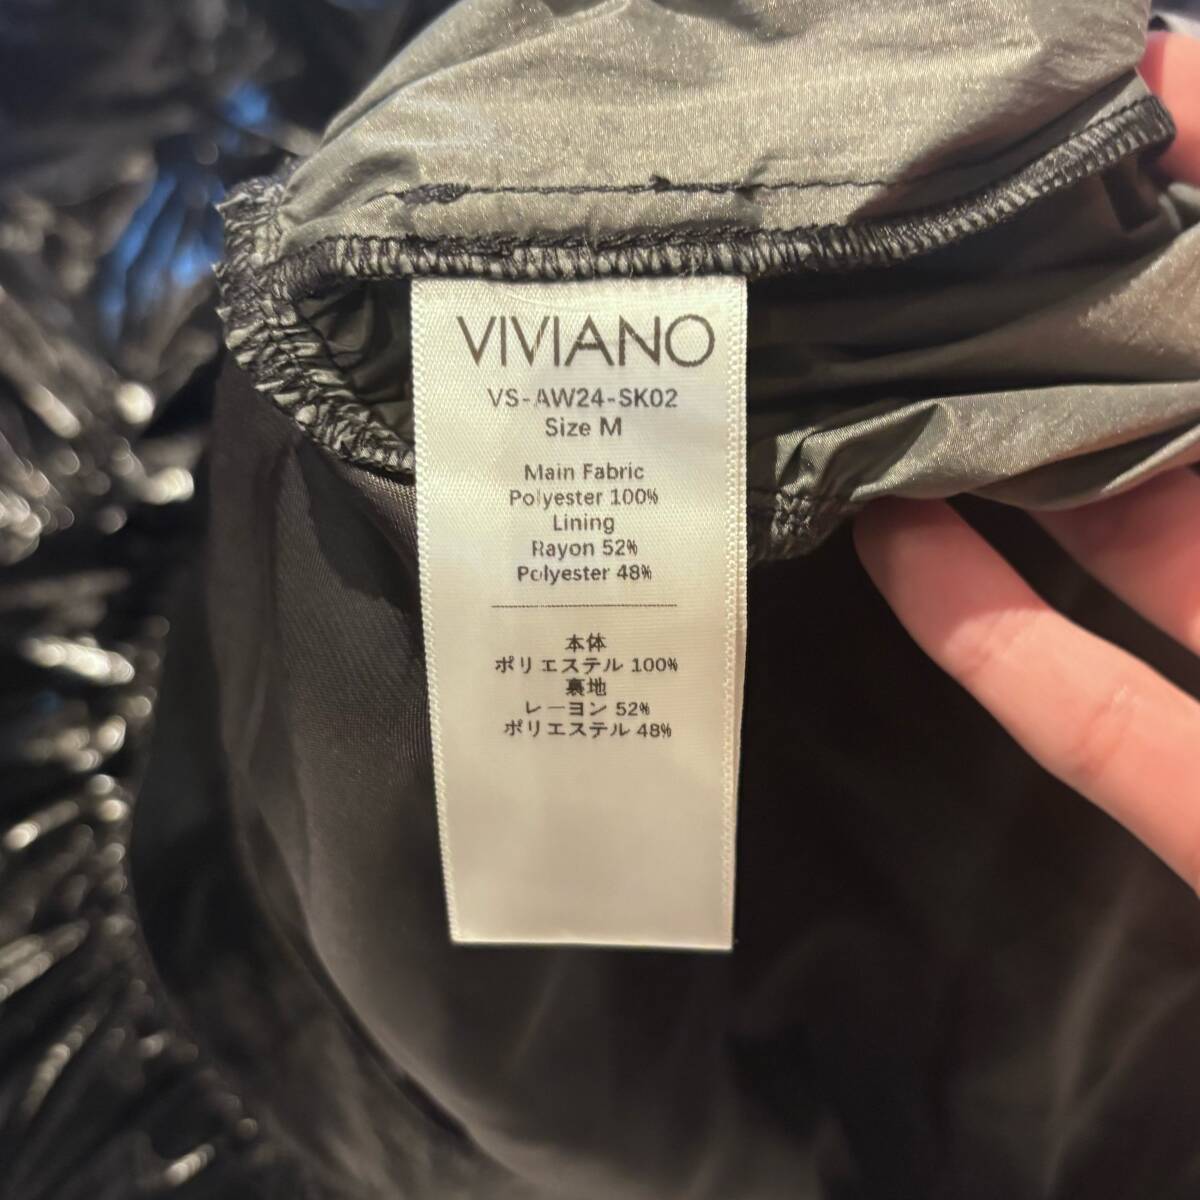 VIVIANO
VS-AW24-SK02
Size M
Main Fabric
Polyester 100%
Lining
Rayon 52%
Polyester 48%
本体
ポリエステル 100%
裏地
レーヨン 52%
ポリエステル 48%